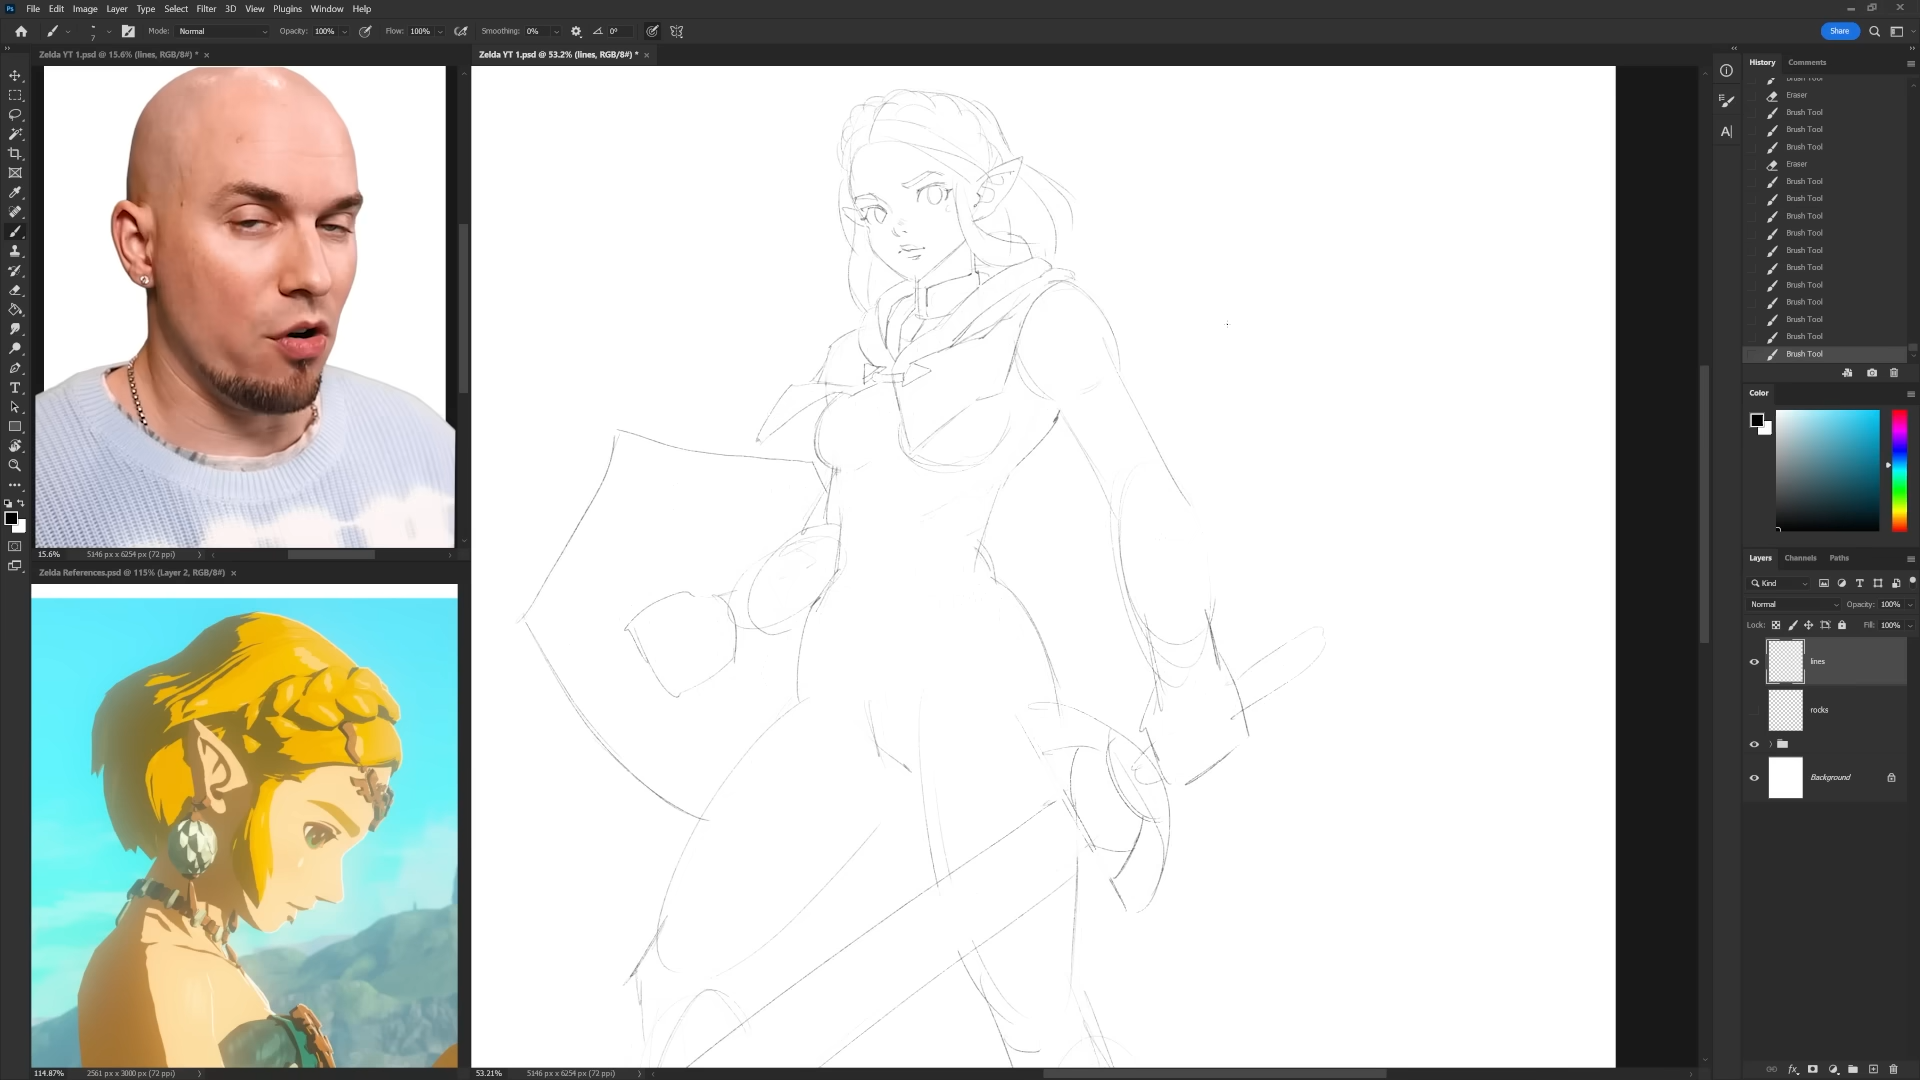 Ps File Edit Image Layer Type Select Filter 3D View Plugins Window Help
7 Mode: Normal Opacity: 100% Flow: 100% Smoothing: 0% 0° Share
Zelda YT 1.psd @ 15.6% (lines, RGB/8#) * ×
Zelda YT 1.psd @ 53.2% (lines, RGB/8#) * ×
15.6% 5146 px x 6254 px (72 ppi)
Zelda References.psd @ 115% (Layer 2, RGB/8#) ×
114.87% 2561 px x 3000 px (72 ppi)
53.21% 5146 px x 6254 px (72 ppi)
History Comments
Brush Tool
Eraser
Brush Tool
Brush Tool
Brush Tool
Eraser
Brush Tool
Brush Tool
Brush Tool
Brush Tool
Brush Tool
Brush Tool
Brush Tool
Brush Tool
Brush Tool
Brush Tool
Brush Tool
Color
Layers Channels Paths
Kind
Normal Opacity: 100%
Lock: Fill: 100%
lines
rocks
Background